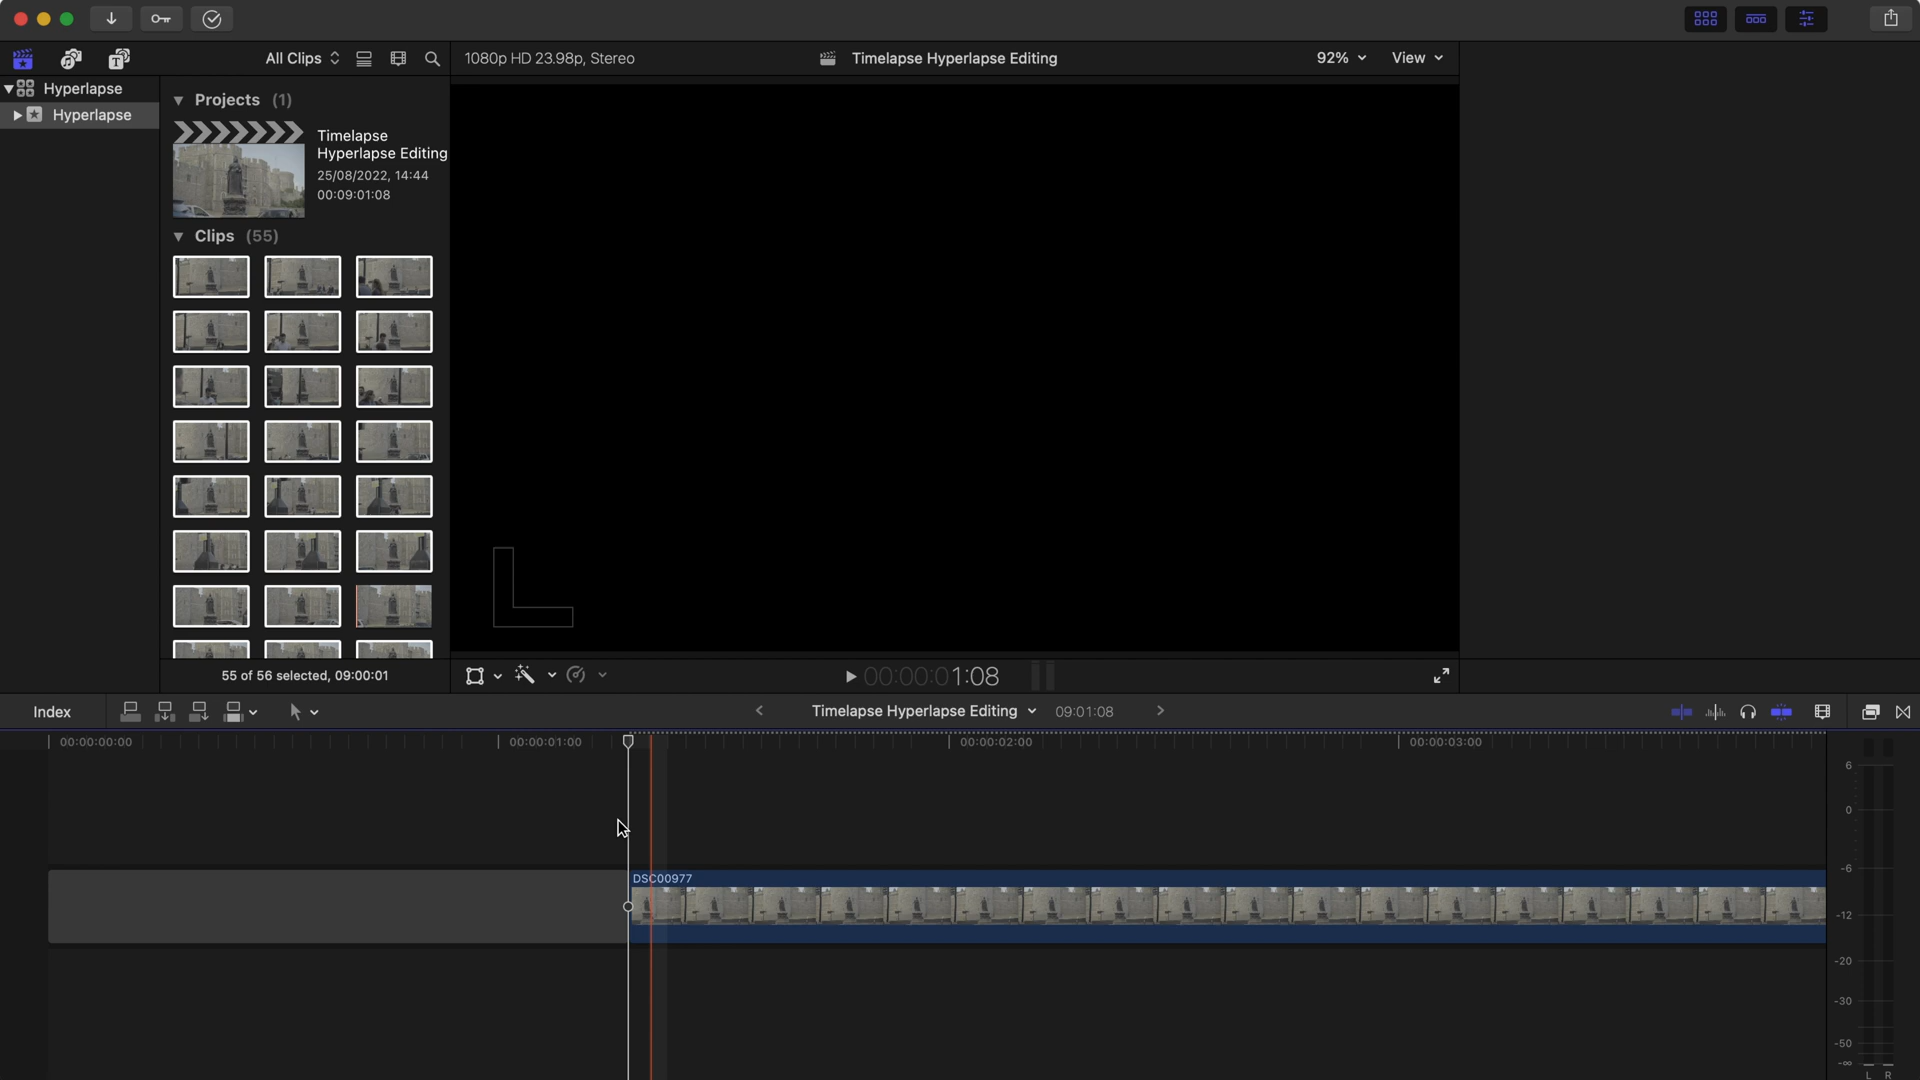 All Clips
1080p HD 23.98p, Stereo
Timelapse Hyperlapse Editing
92%
View
Hyperlapse
Hyperlapse
Projects (1)
Timelapse
Hyperlapse Editing
25/08/2022, 14:44
00:09:01:08
Clips (55)
55 of 56 selected, 09:00:01
00:00:01:08
Index
Timelapse Hyperlapse Editing
09:01:08
00:00:00:00
00:00:01:00
00:00:02:00
00:00:03:00
DSC00977
6
0
-6
-12
-20
-30
-50
-∞
L R